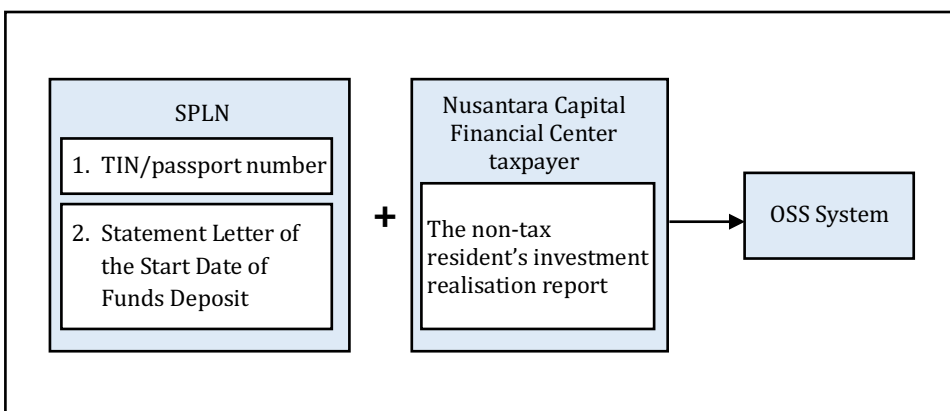 SPLN
1. TIN/passport number
2. Statement Letter of
the Start Date of
Funds Deposit
+
Nusantara Capital
Financial Center
taxpayer
The non-tax
resident's investment
realisation report
OSS System